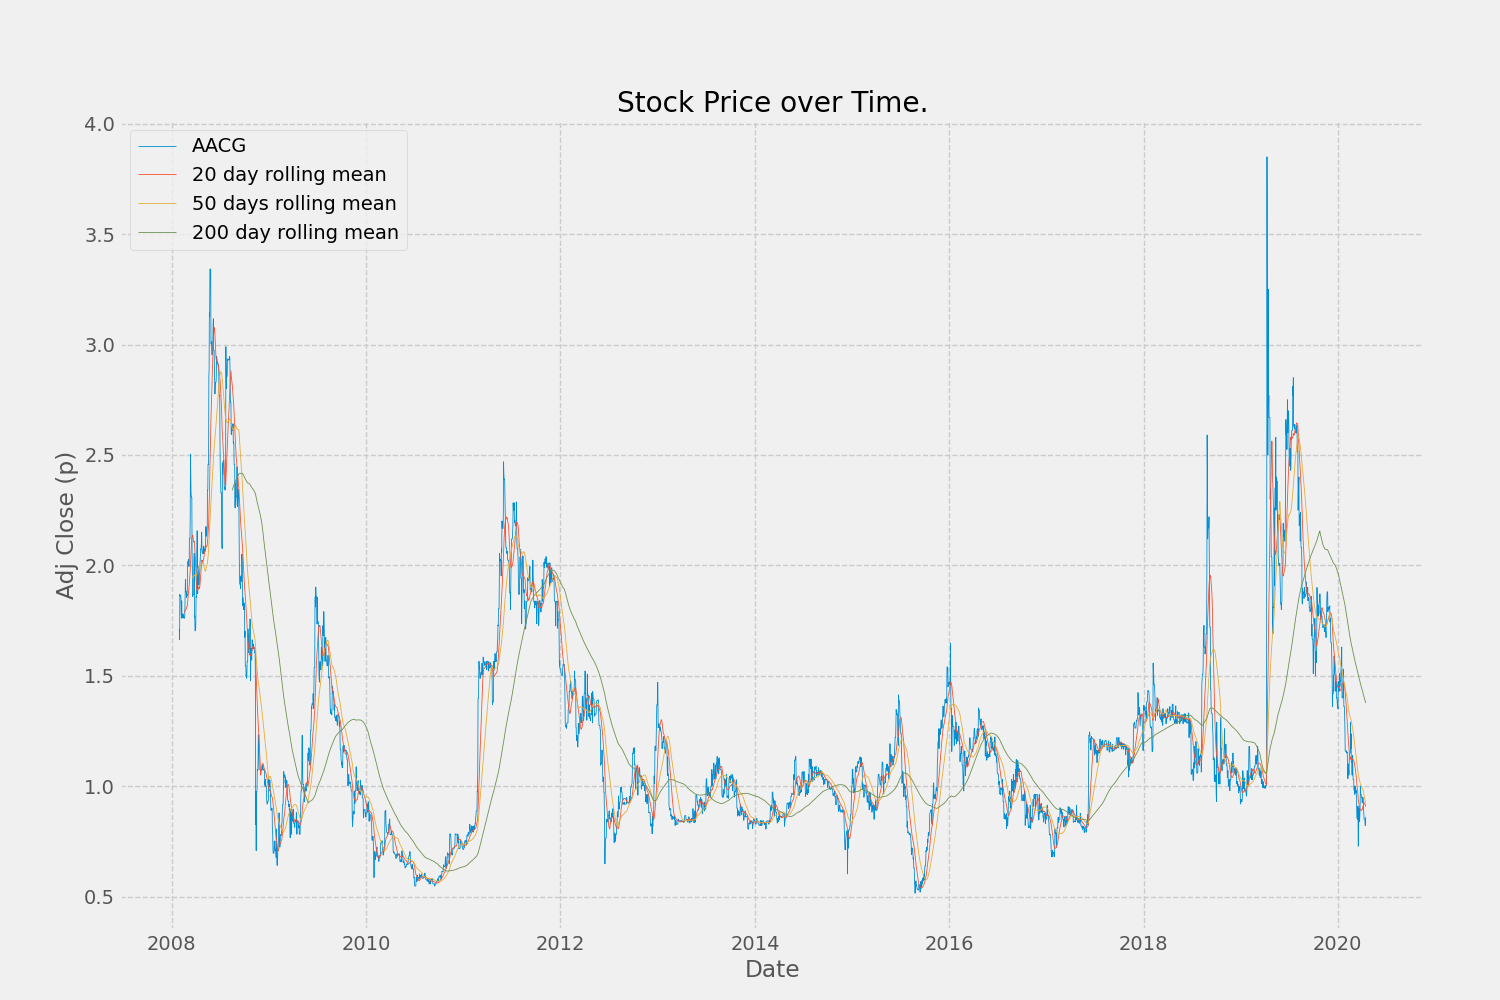 Stock Price over Time.
4.0
3.5
3.0
2.5
2.0
1.5
1.0
0.5
Adj Close (p)
AACG
20 day rolling mean
50 days rolling mean
200 day rolling mean
2008 2010 2012 2014 2016 2018 2020
Date